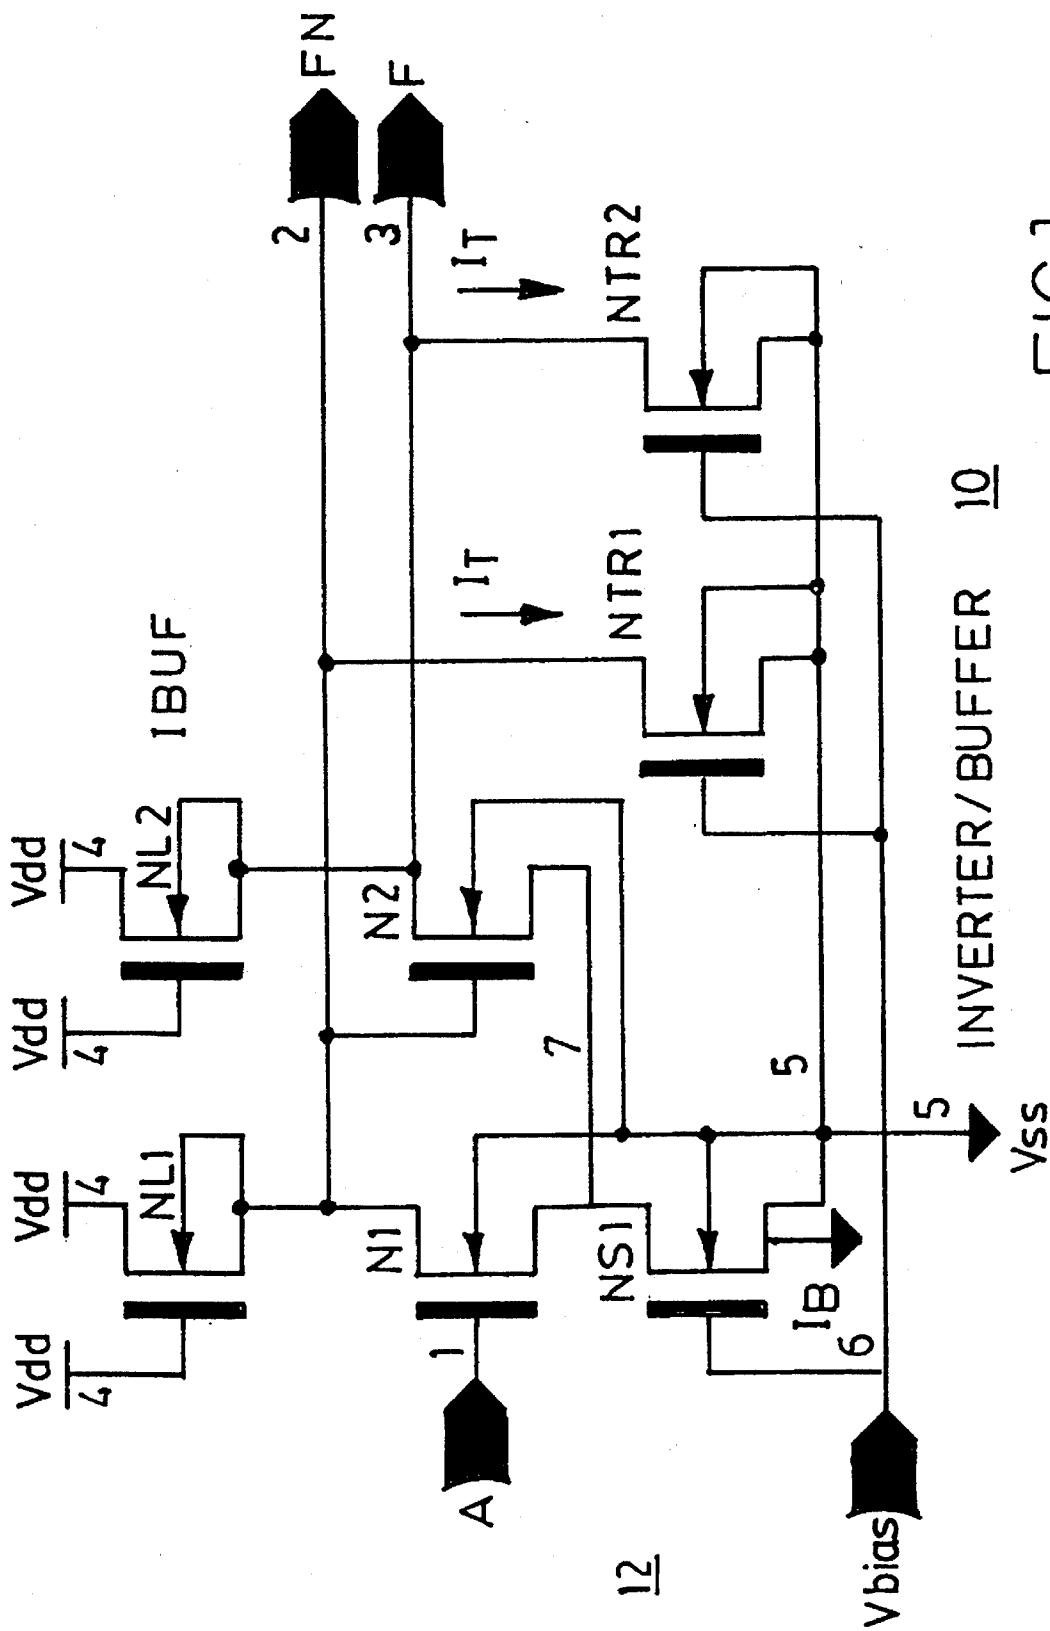 Vdd
4
Vdd
4
Vdd
4
Vdd
4
NL1
NL2
IBUF
FN
2
F
3
A
1
N1
N2
IT
IT
7
NS1
NTR1
NTR2
12
IB
6
5
Vbias
5
Vss
INVERTER/BUFFER 10